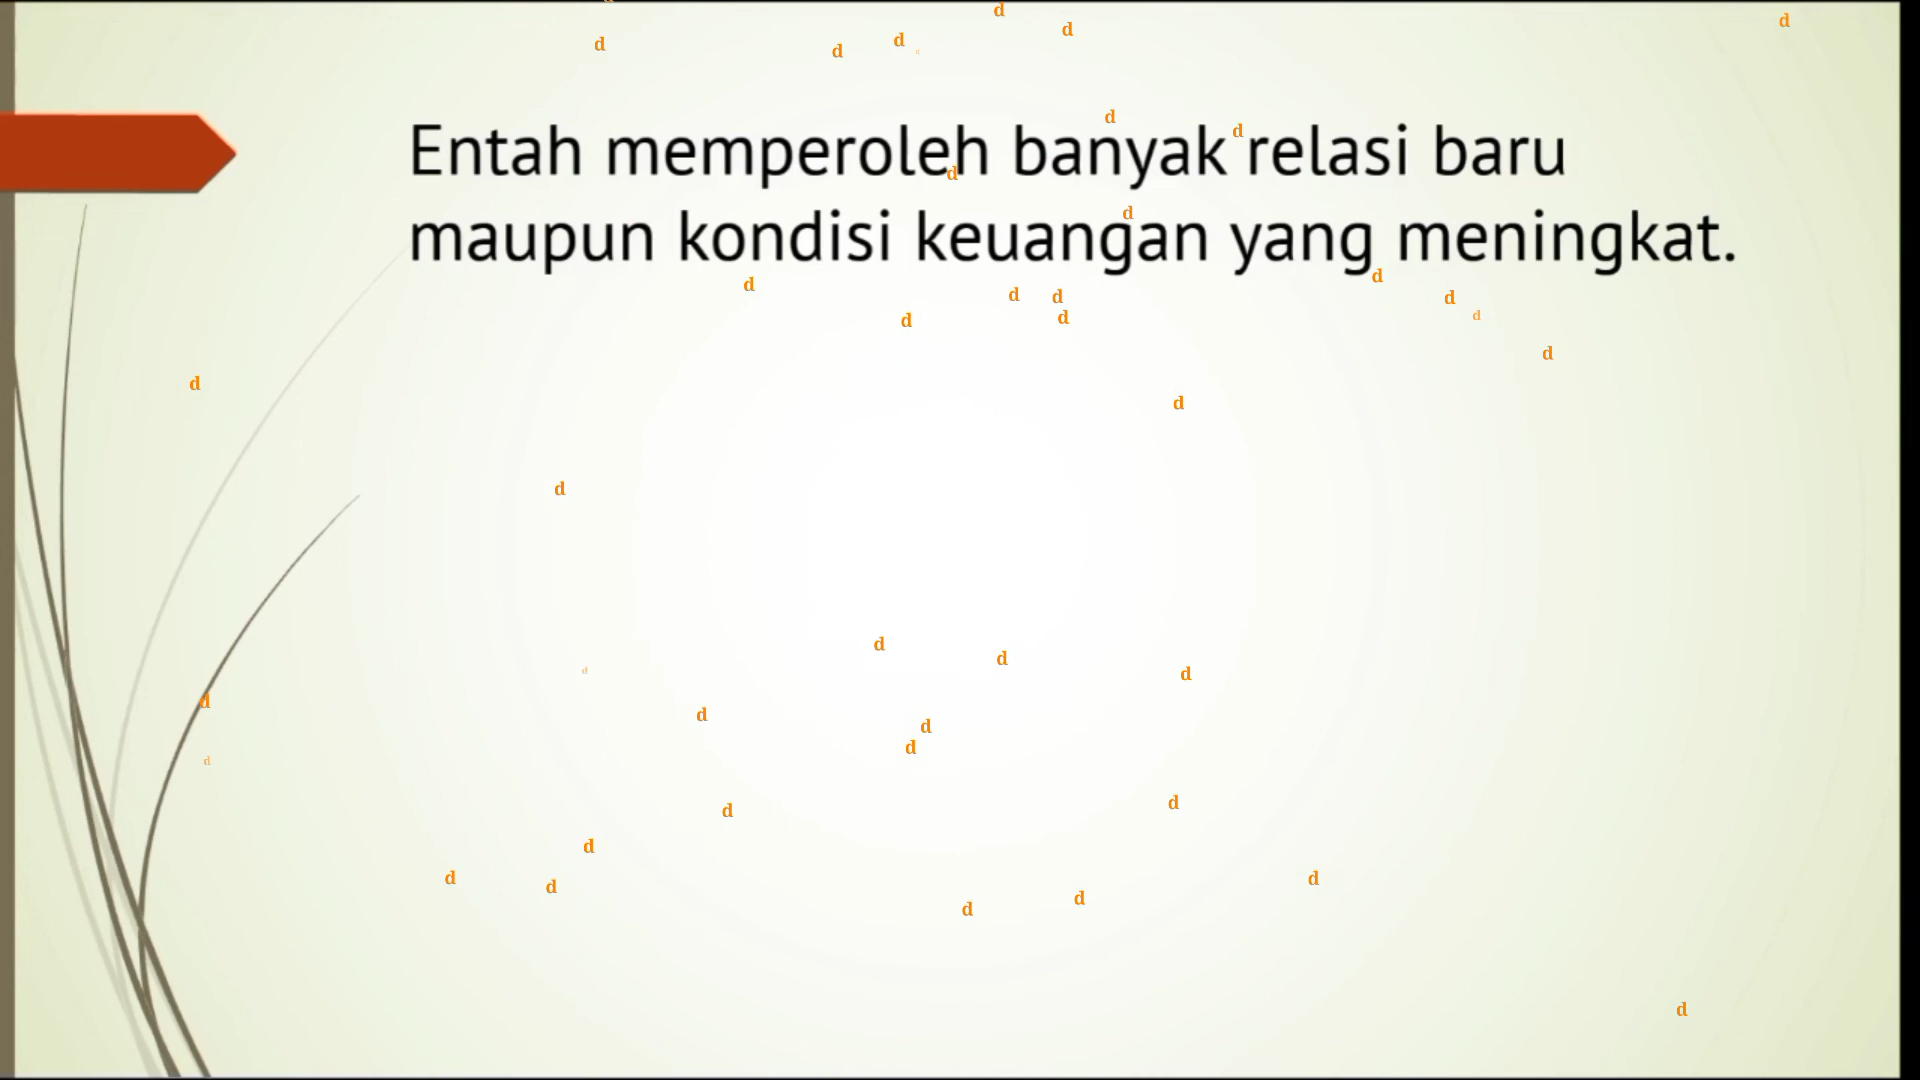 Entah memperoleh banyak relasi baru
maupun kondisi keuangan yang meningkat.